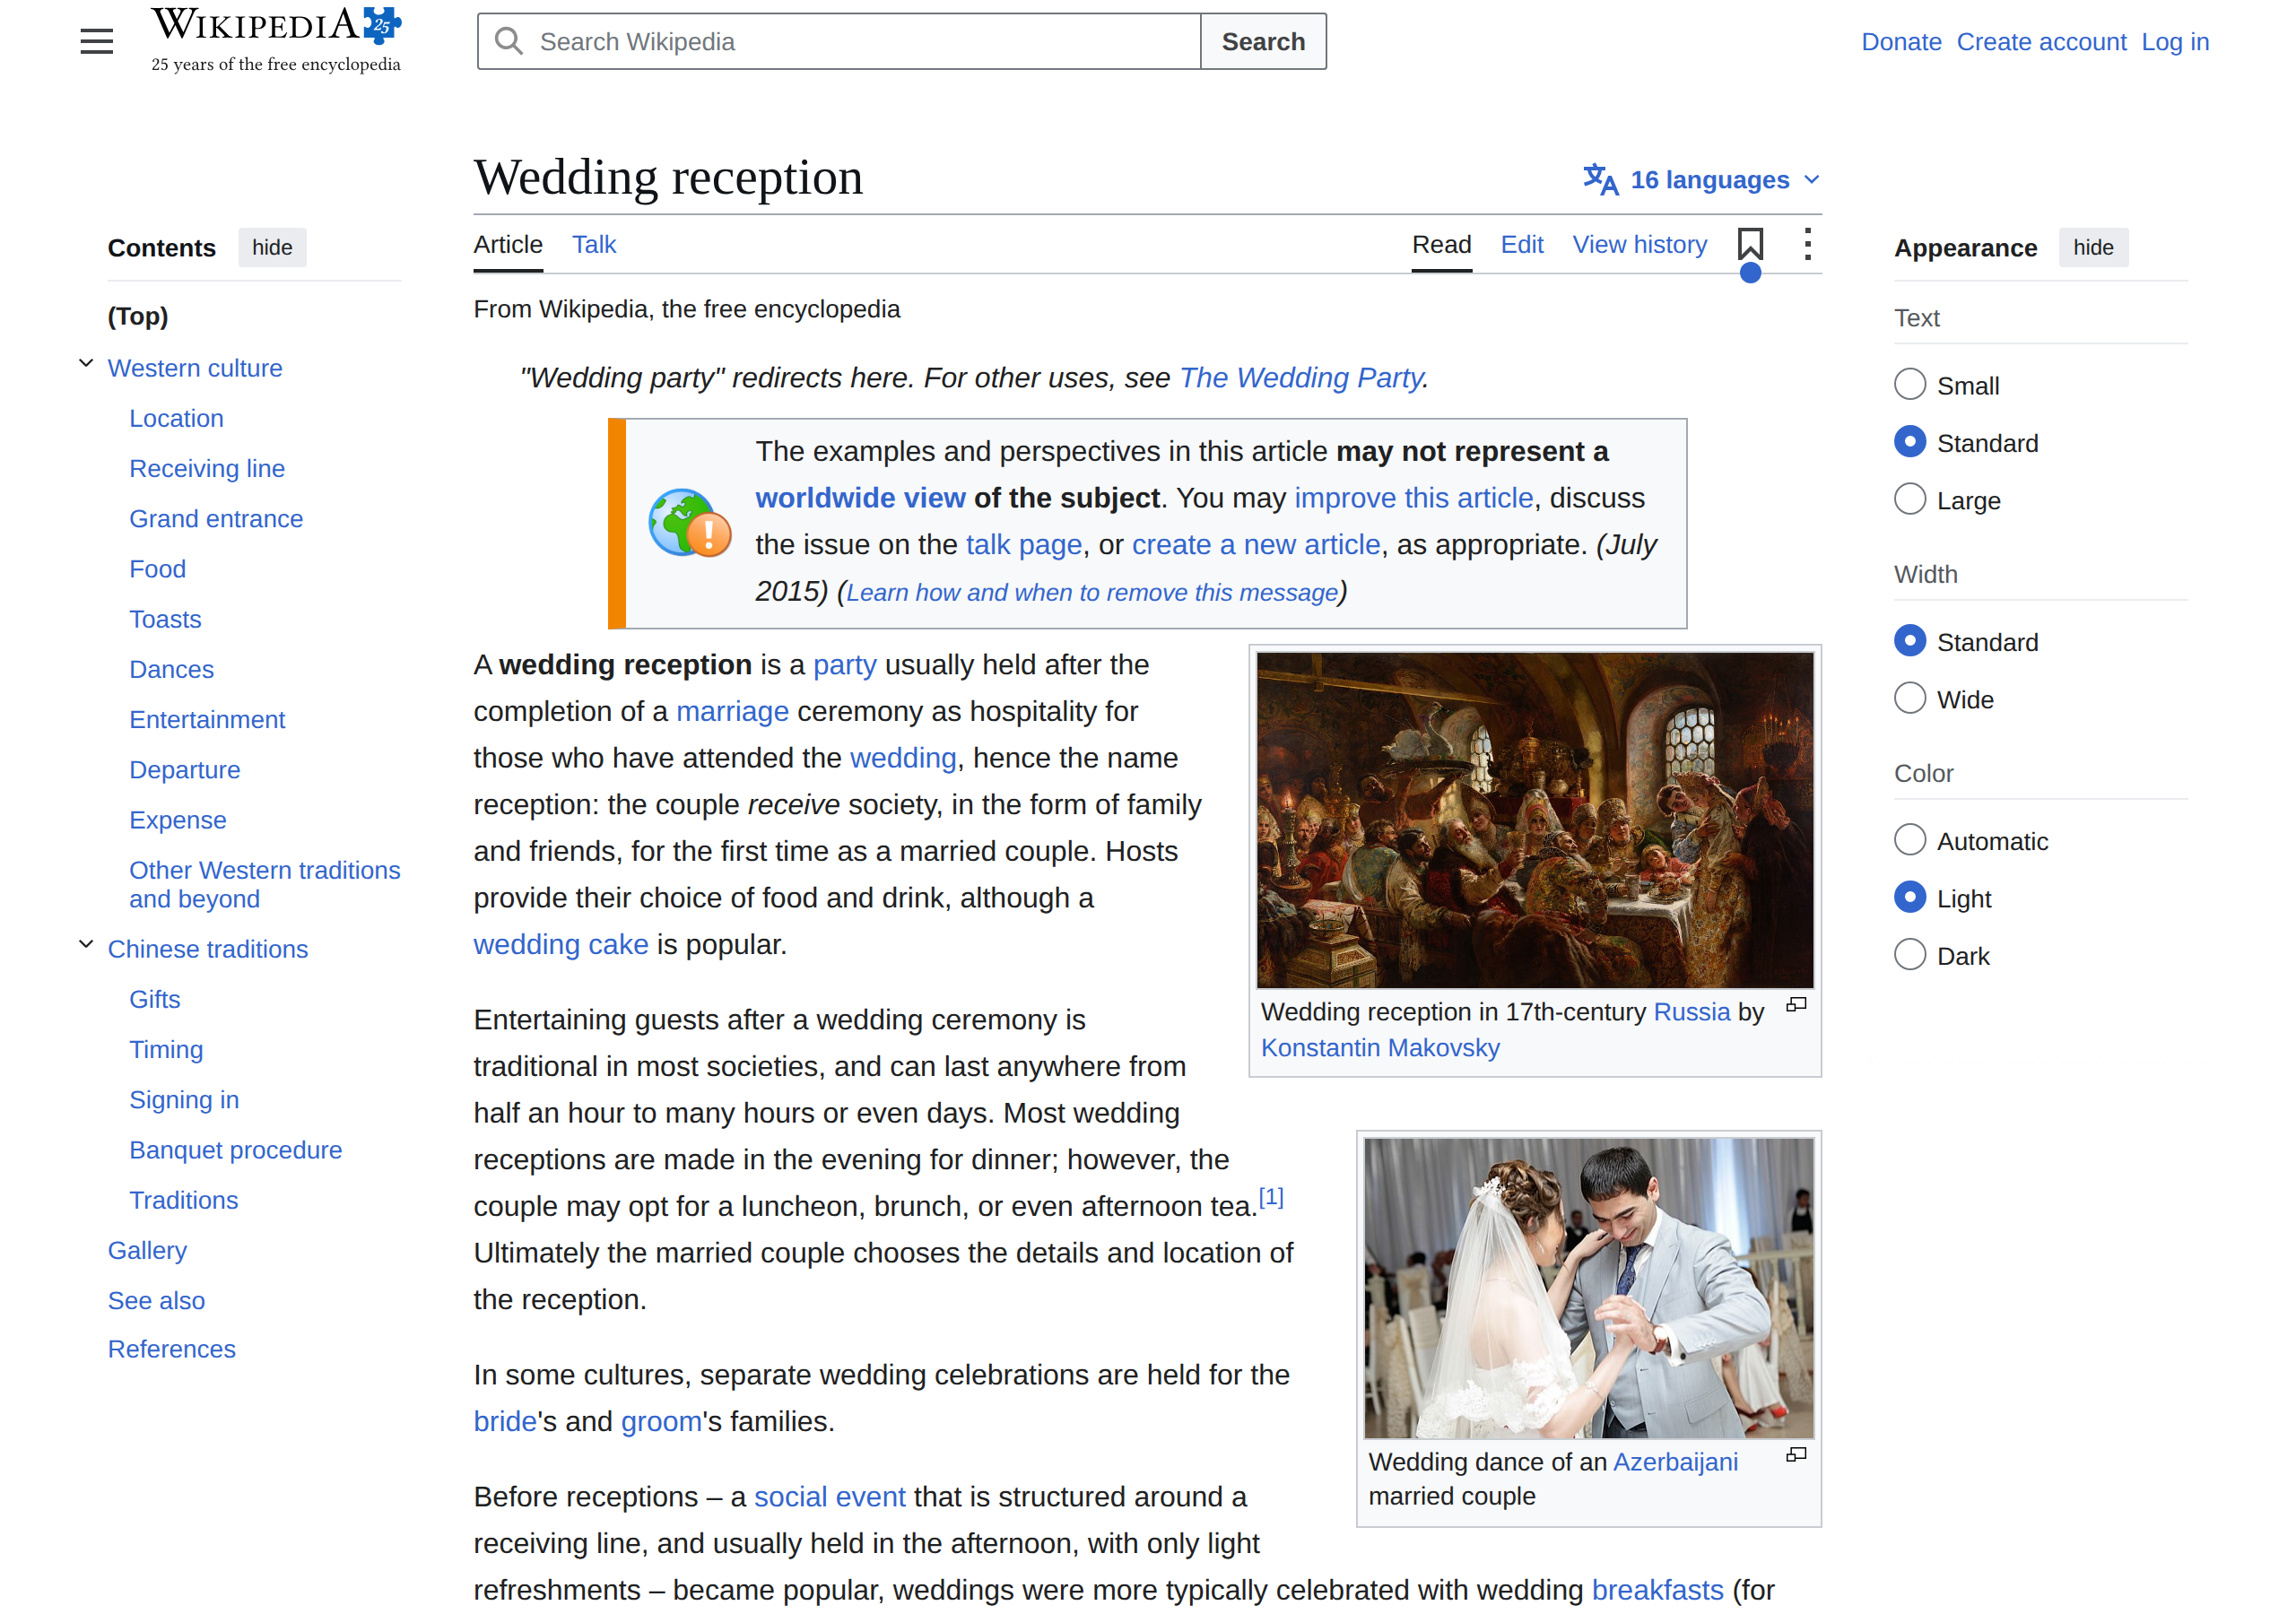 WIKIPEDIA 25
25 years of the free encyclopedia
Search Wikipedia
Search
Donate Create account Log in
Wedding reception
16 languages
Contents hide
(Top)
Western culture
Location
Receiving line
Grand entrance
Food
Toasts
Dances
Entertainment
Departure
Expense
Other Western traditions
and beyond
Chinese traditions
Gifts
Timing
Signing in
Banquet procedure
Traditions
Gallery
See also
References
Article Talk
Read Edit View history
From Wikipedia, the free encyclopedia
"Wedding party" redirects here. For other uses, see The Wedding Party.
The examples and perspectives in this article may not represent a
worldwide view of the subject. You may improve this article, discuss
the issue on the talk page, or create a new article, as appropriate. (July
2015) (Learn how and when to remove this message)
A wedding reception is a party usually held after the
completion of a marriage ceremony as hospitality for
those who have attended the wedding, hence the name
reception: the couple receive society, in the form of family
and friends, for the first time as a married couple. Hosts
provide their choice of food and drink, although a
wedding cake is popular.
Wedding reception in 17th-century Russia by
Konstantin Makovsky
Entertaining guests after a wedding ceremony is
traditional in most societies, and can last anywhere from
half an hour to many hours or even days. Most wedding
receptions are made in the evening for dinner; however, the
couple may opt for a luncheon, brunch, or even afternoon tea.[1]
Ultimately the married couple chooses the details and location of
the reception.
In some cultures, separate wedding celebrations are held for the
bride's and groom's families.
Wedding dance of an Azerbaijani
married couple
Before receptions – a social event that is structured around a
receiving line, and usually held in the afternoon, with only light
refreshments – became popular, weddings were more typically celebrated with wedding breakfasts (for
Appearance hide
Text
Small
Standard
Large
Width
Standard
Wide
Color
Automatic
Light
Dark